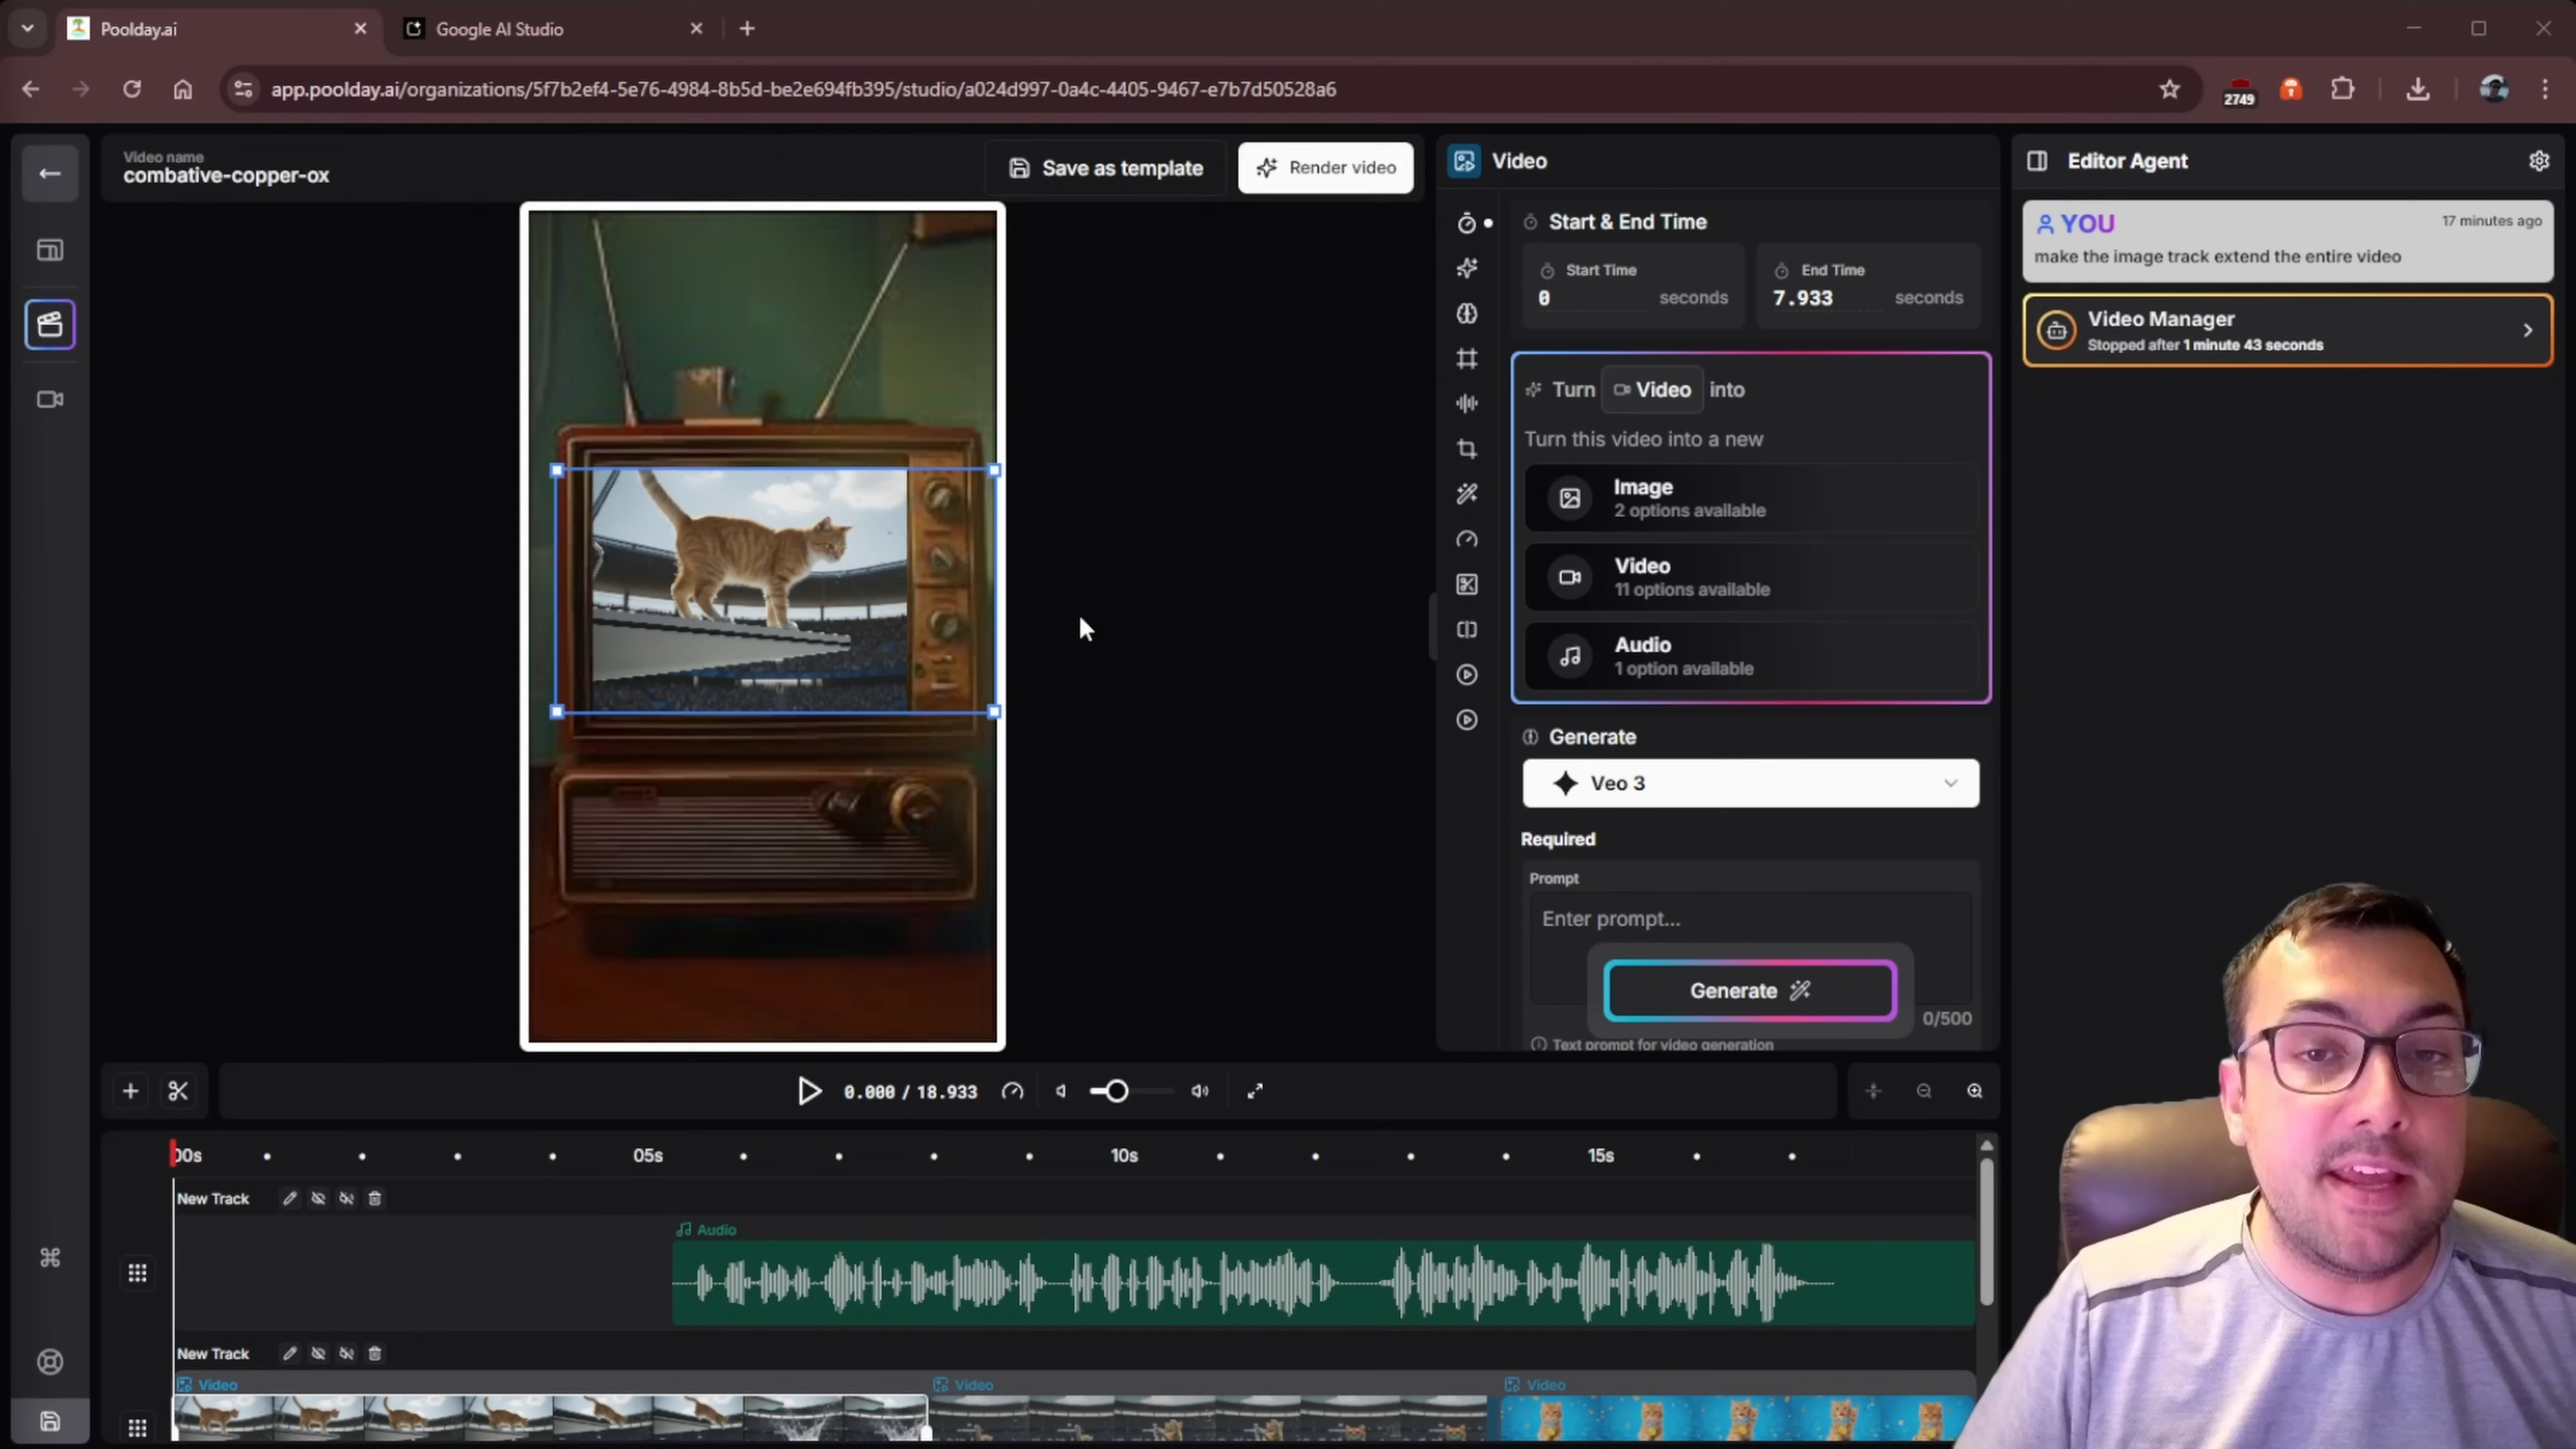 Poolday.ai
Google AI Studio
app.poolday.ai/organizations/5f7b2ef4-5e76-4984-8b5d-be2e694fb395/studio/a024d997-0a4c-4405-9467-e7b7d50528a6
2749
Video name
combative-copper-ox
Save as template
Render video
Video
Start & End Time
Start Time
0 seconds
End Time
7.933 seconds
Turn Video into
Turn this video into a new
Image
2 options available
Video
11 options available
Audio
1 option available
Generate
Veo 3
Required
Prompt
Enter prompt...
Generate
0/500
Text prompt for video generation
Editor Agent
YOU
17 minutes ago
make the image track extend the entire video
Video Manager
Stopped after 1 minute 43 seconds
0.000 / 18.933
00s
05s
10s
15s
New Track
Audio
New Track
Video
Video
Video